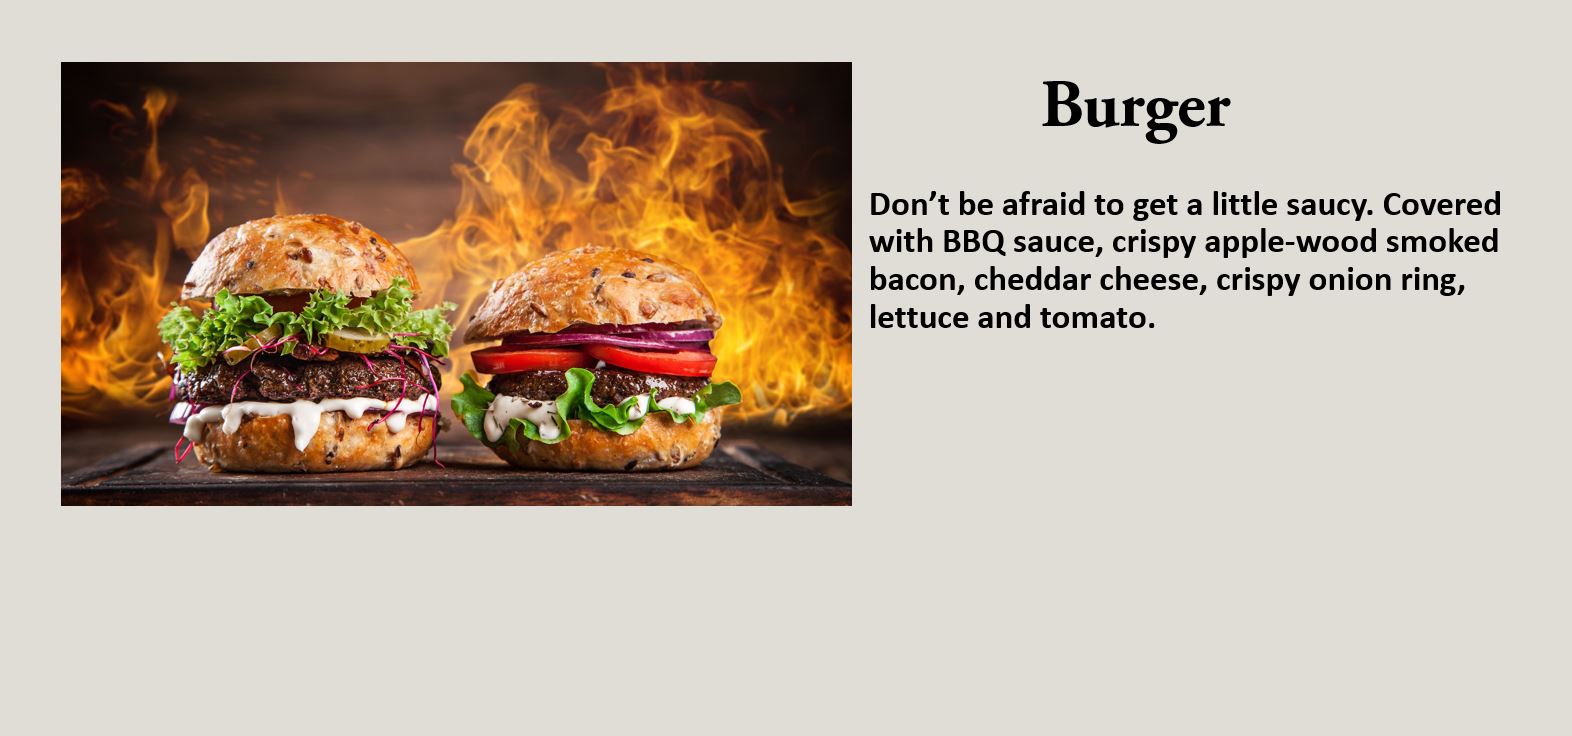 Burger
Don’t be afraid to get a little saucy. Covered
with BBQ sauce, crispy apple-wood smoked
bacon, cheddar cheese, crispy onion ring,
lettuce and tomato.